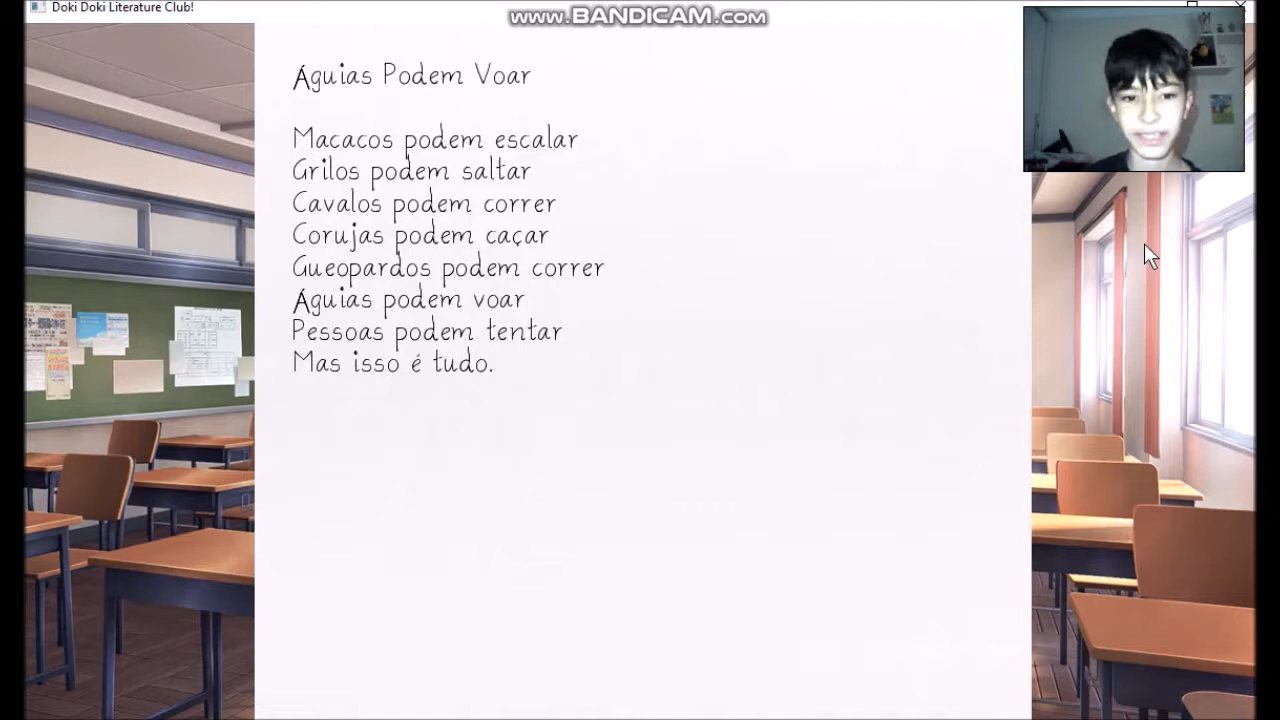 Doki Doki Literature Club!
www.BANDICAM.com
Águias Podem Voar
Macacos podem escalar
Grilos podem saltar
Cavalos podem correr
Corujas podem caçar
Gueopardos podem correr
Águias podem voar
Pessoas podem tentar
Mas isso é tudo.